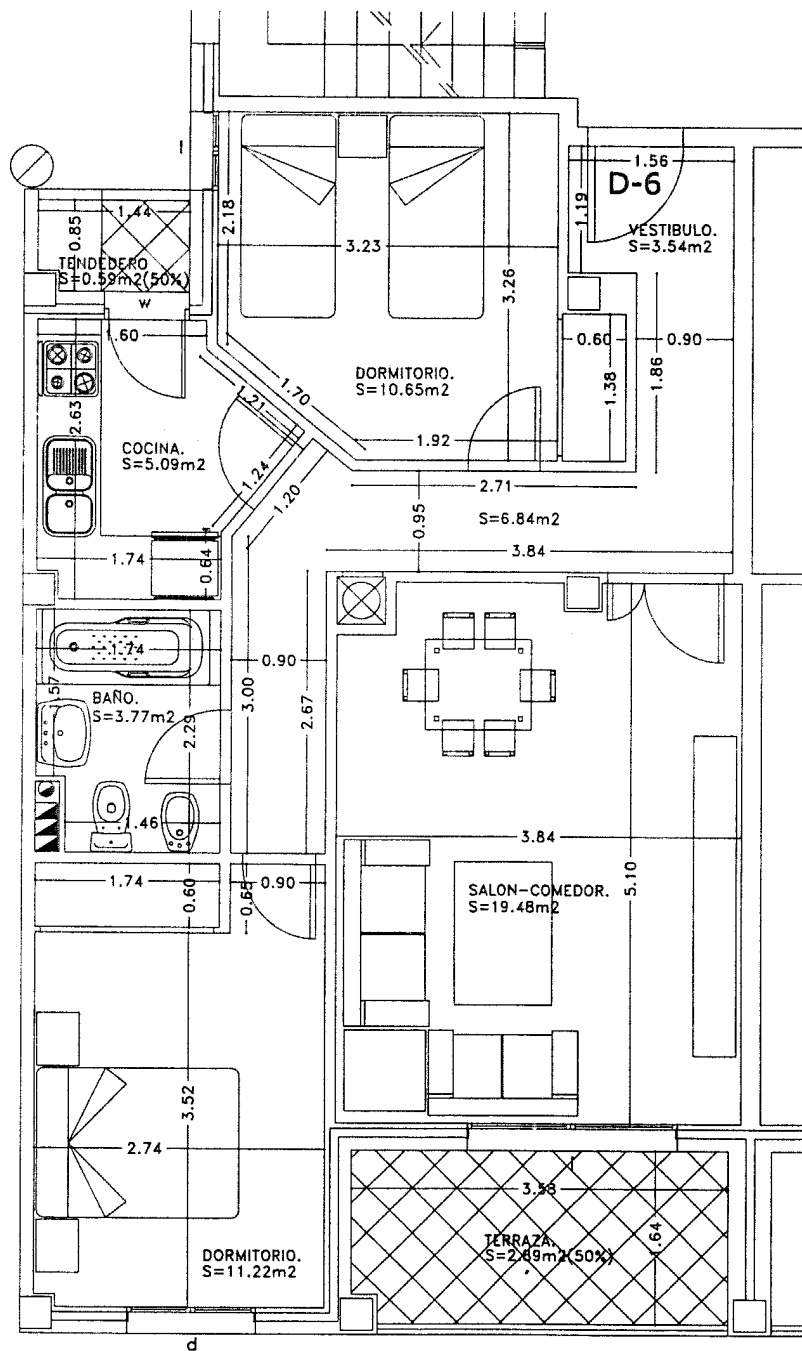 1.56
D-6
1.19
VESTIBULO.
S=3.54m2
1.44
0.85
TENDEDERO
S=0.59m2(50%)
W
2.18
3.23
3.26
1.60
0.60
0.90
1.38
1.86
DORMITORIO.
S=10.65m2
1.70
1.21
1.92
2.63
COCINA.
S=5.09m2
1.24
1.20
2.71
0.95
S=6.84m2
3.84
1.74
0.64
1.74
0.90
3.00
2.67
BAÑO.
S=3.77m2
2.29
1.46
3.84
5.10
1.74
0.60
0.90
0.65
SALON-COMEDOR.
S=19.48m2
3.52
2.74
3.58
1.64
TERRAZA.
S=2.89m2(50%)
DORMITORIO.
S=11.22m2
d